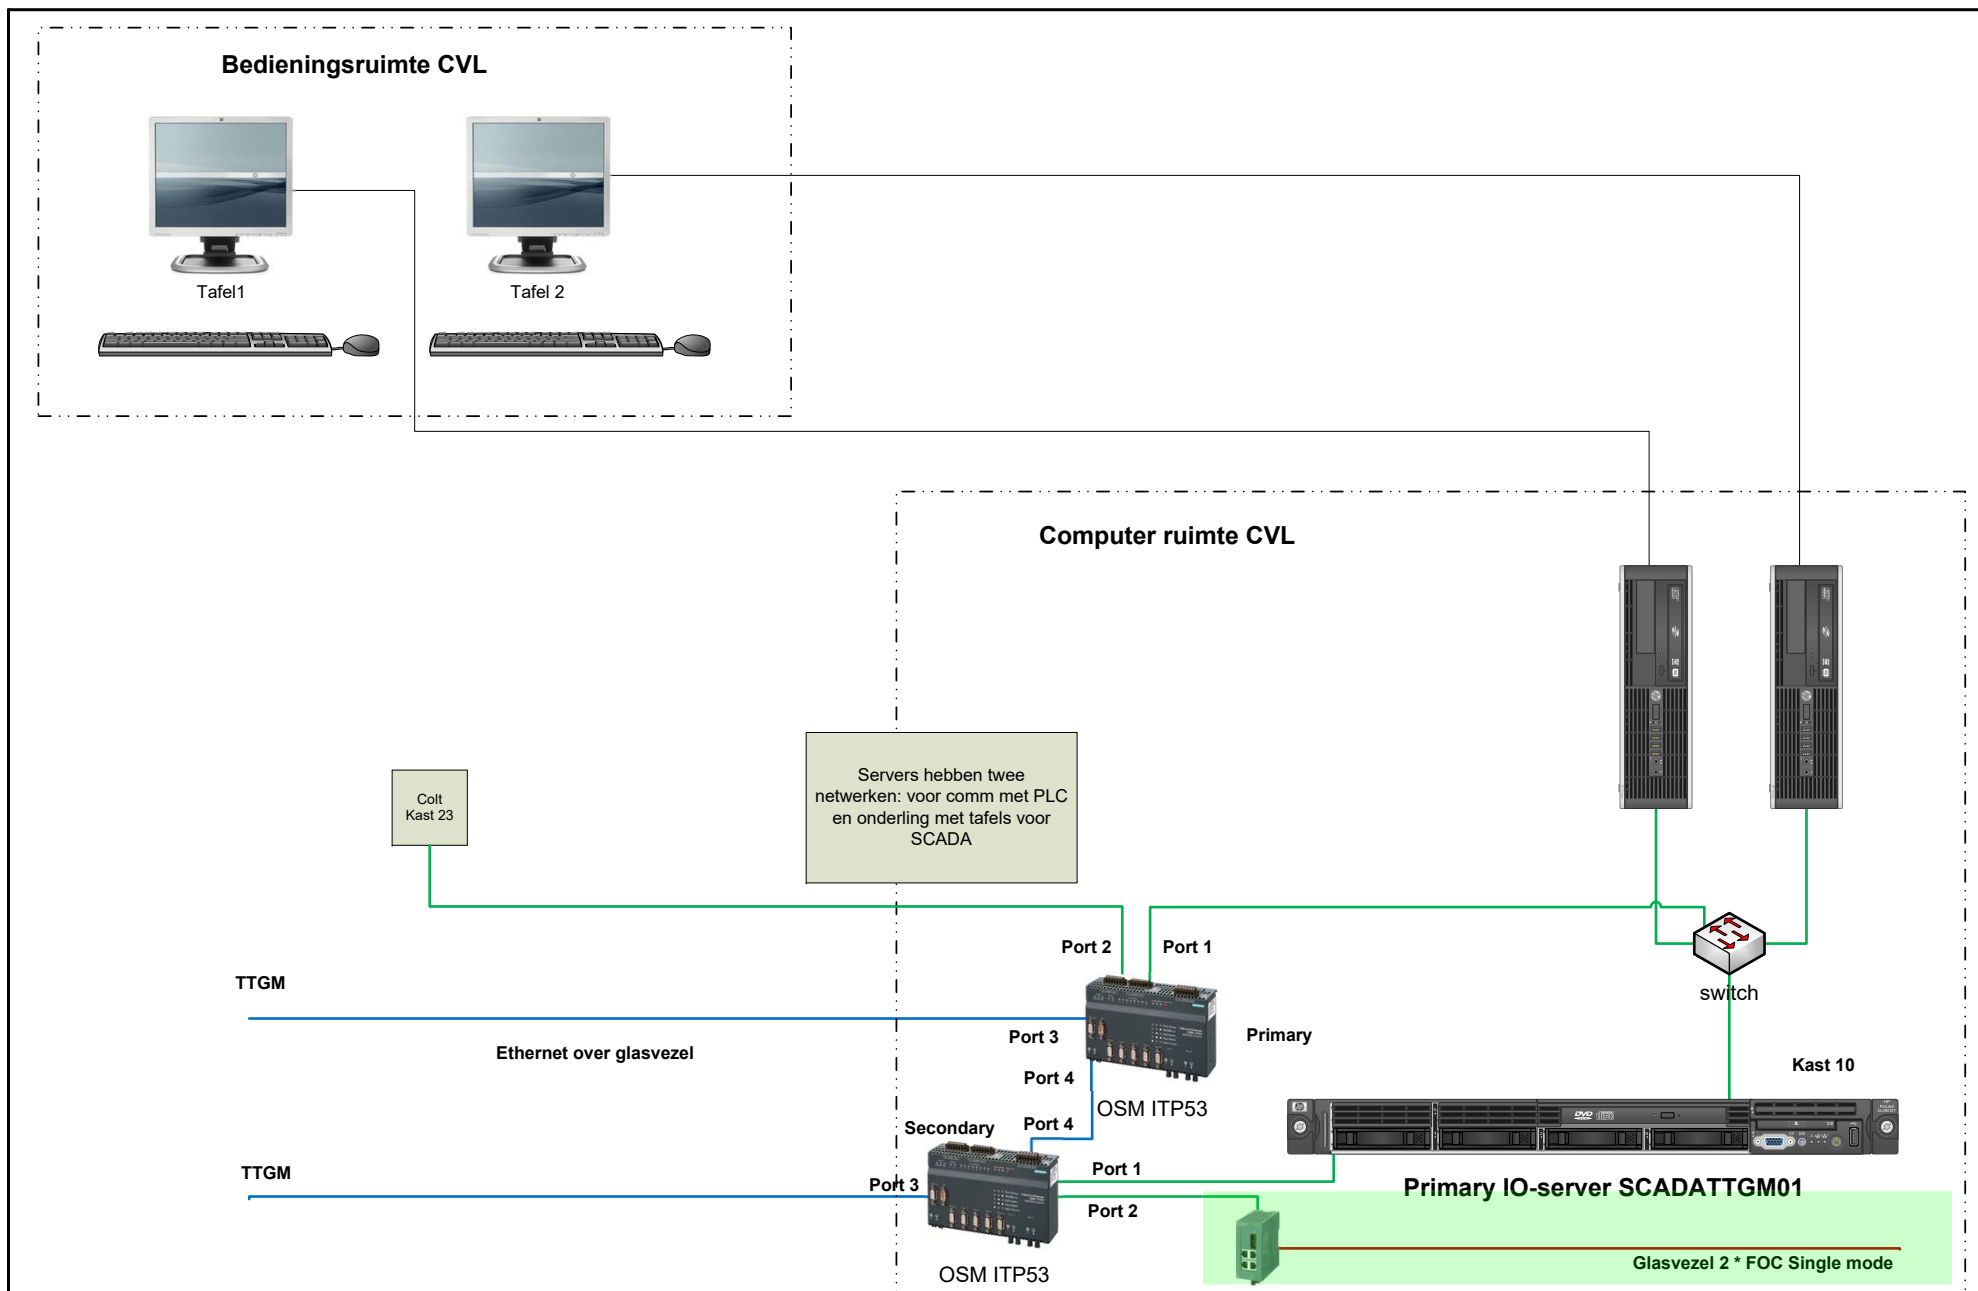 Bedieningsruimte CVL
Tafel1
Tafel 2
Computer ruimte CVL
Servers hebben twee
netwerken: voor comm met PLC
en onderling met tafels voor
SCADA
Colt
Kast 23
Port 2
Port 1
TTGM
switch
Port 3
Primary
Ethernet over glasvezel
Kast 10
Port 4
OSM ITP53
Port 4
Secondary
DVD
Port 1
TTGM
Port 3
Primary IO-server SCADATTGM01
Port 2
Glasvezel 2 * FOC Single mode
OSM ITP53